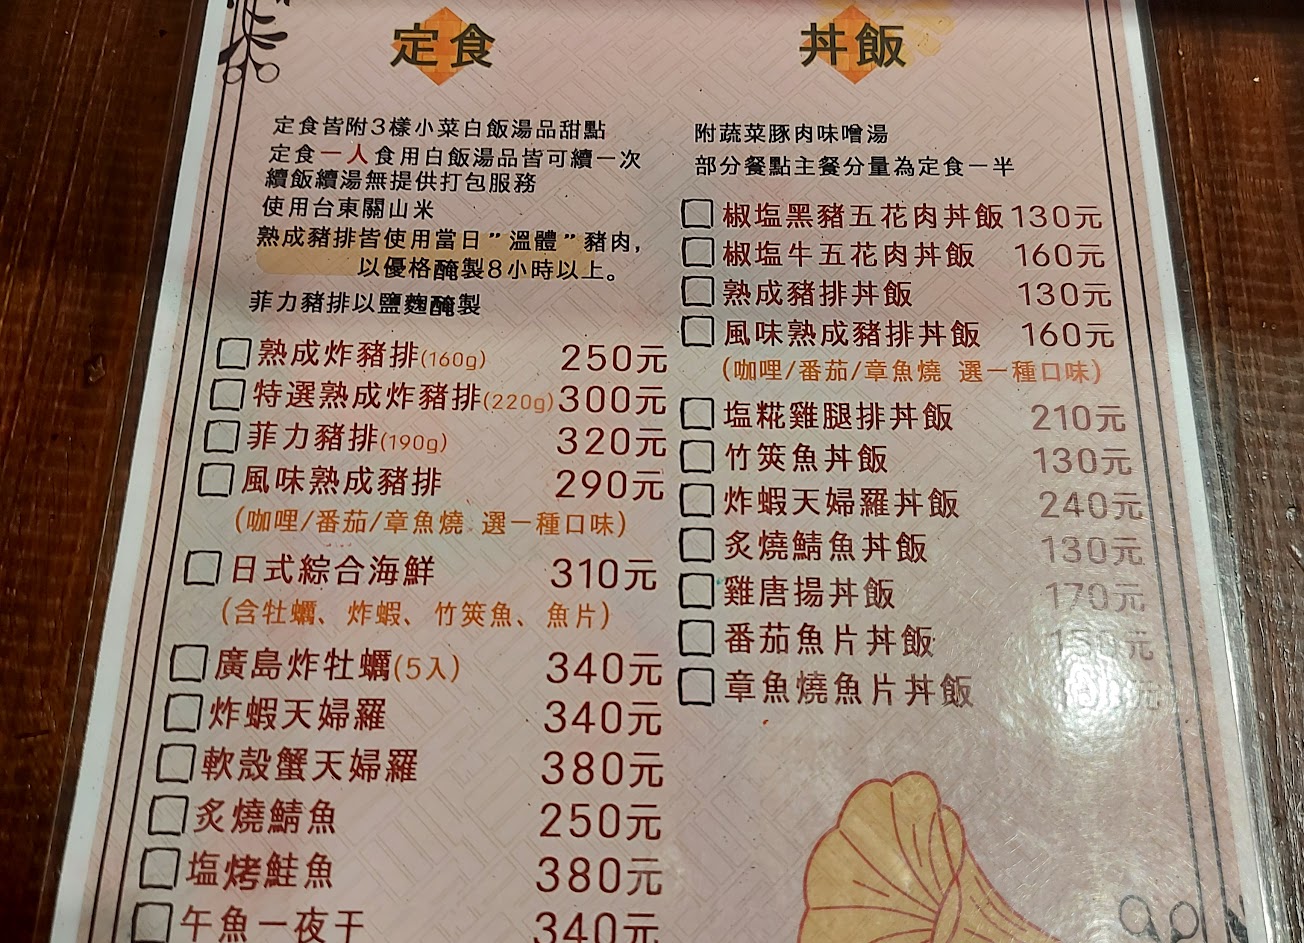 定食
定食皆附3樣小菜白飯湯品甜點
定食一人食用白飯湯品皆可續一次
續飯續湯無提供打包服務
使用台東關山米
熟成豬排皆使用當日"溫體"豬肉,
以優格醃製8小時以上。
菲力豬排以鹽麴醃製
熟成炸豬排(160g) 250元
特選熟成炸豬排(220g) 300元
菲力豬排(190g) 320元
風味熟成豬排 290元
(咖哩/番茄/章魚燒 選一種口味)
日式綜合海鮮 310元
(含牡蠣、炸蝦、竹筴魚、魚片)
廣島炸牡蠣(5入) 340元
炸蝦天婦羅 340元
軟殼蟹天婦羅 380元
炙燒鯖魚 250元
塩烤鮭魚 380元
午魚一夜干 340元
丼飯
附蔬菜豚肉味噌湯
部分餐點主餐分量為定食一半
椒塩黑豬五花肉丼飯 130元
椒塩牛五花肉丼飯 160元
熟成豬排丼飯 130元
風味熟成豬排丼飯 160元
(咖哩/番茄/章魚燒 選一種口味)
塩糀雞腿排丼飯 210元
竹筴魚丼飯 130元
炸蝦天婦羅丼飯 240元
炙燒鯖魚丼飯 130元
雞唐揚丼飯 170元
番茄魚片丼飯 150元
章魚燒魚片丼飯